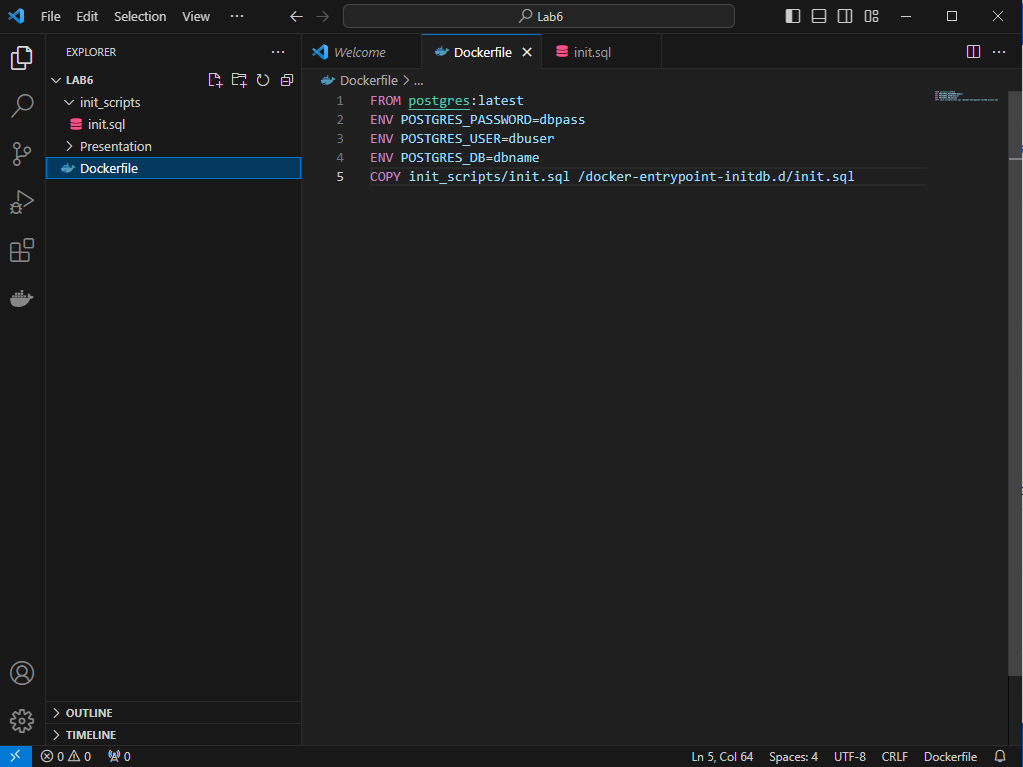 File Edit Selection View ··· Lab6
EXPLORER ···
Welcome Dockerfile init.sql
LAB6
Dockerfile > ...
init_scripts
init.sql
Presentation
Dockerfile
1 FROM postgres:latest
2 ENV POSTGRES_PASSWORD=dbpass
3 ENV POSTGRES_USER=dbuser
4 ENV POSTGRES_DB=dbname
5 COPY init_scripts/init.sql /docker-entrypoint-initdb.d/init.sql
OUTLINE
TIMELINE
0 0 0 Ln 5, Col 64 Spaces: 4 UTF-8 CRLF Dockerfile